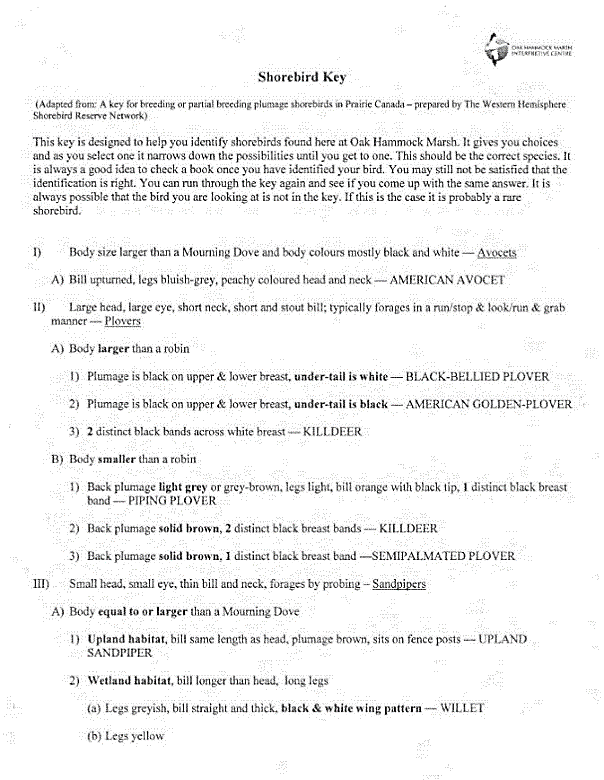 OAK HAMMOCK MARSH
INTERPRETIVE CENTRE
Shorebird Key
(Adapted from: A key for breeding or partial breeding plumage shorebirds in Prairie Canada – prepared by The Western Hemisphere
Shorebird Reserve Network)
This key is designed to help you identify shorebirds found here at Oak Hammock Marsh. It gives you choices
and as you select one it narrows down the possibilities until you get to one. This should be the correct species. It
is always a good idea to check a book once you have identified your bird. You may still not be satisfied that the
identification is right. You can run through the key again and see if you come up with the same answer. It is
always possible that the bird you are looking at is not in the key. If this is the case it is probably a rare
shorebird.
I) Body size larger than a Mourning Dove and body colours mostly black and white — Avocets
A) Bill upturned, legs bluish-grey, peachy coloured head and neck — AMERICAN AVOCET
II) Large head, large eye, short neck, short and stout bill; typically forages in a run/stop & look/run & grab
manner — Plovers
A) Body larger than a robin
1) Plumage is black on upper & lower breast, under-tail is white — BLACK-BELLIED PLOVER
2) Plumage is black on upper & lower breast, under-tail is black — AMERICAN GOLDEN-PLOVER
3) 2 distinct black bands across white breast — KILLDEER
B) Body smaller than a robin
1) Back plumage light grey or grey-brown, legs light, bill orange with black tip, 1 distinct black breast
band — PIPING PLOVER
2) Back plumage solid brown, 2 distinct black breast bands – KILLDEER
3) Back plumage solid brown, 1 distinct black breast band —SEMIPALMATED PLOVER
III) Small head, small eye, thin bill and neck, forages by probing – Sandpipers
A) Body equal to or larger than a Mourning Dove
1) Upland habitat, bill same length as head, plumage brown, sits on fence posts — UPLAND
SANDPIPER
2) Wetland habitat, bill longer than head, long legs
(a) Legs greyish, bill straight and thick, black & white wing pattern — WILLET
(b) Legs yellow